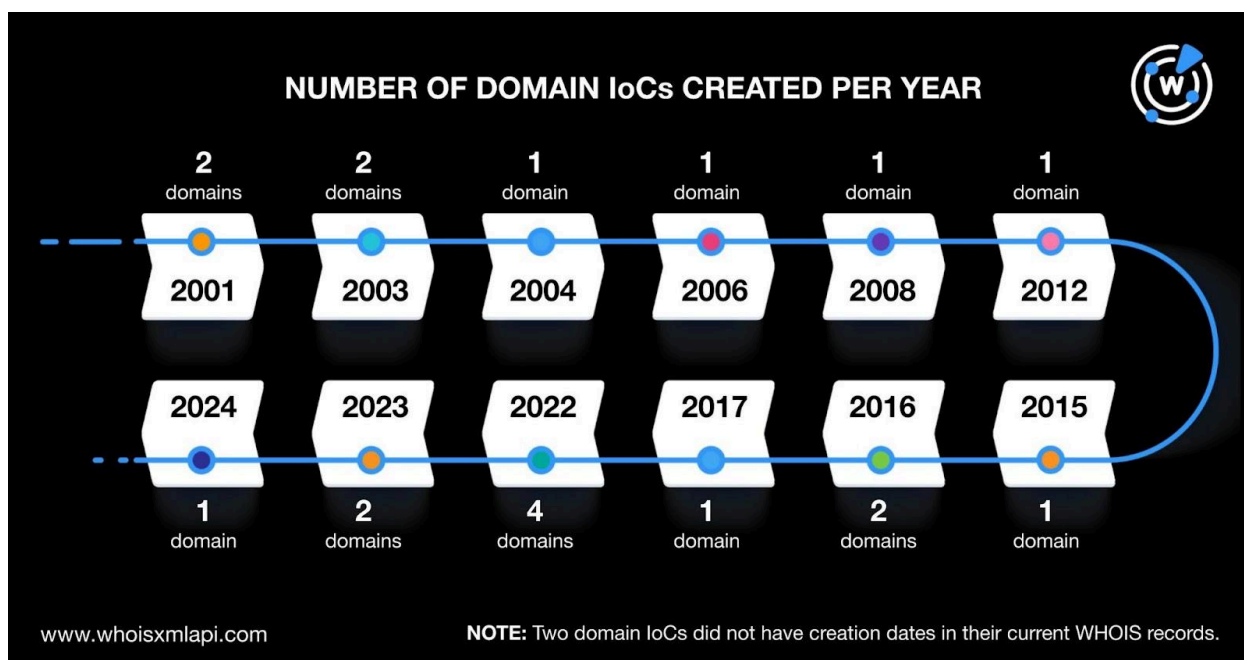 NUMBER OF DOMAIN IoCs CREATED PER YEAR
W
2 2 1 1 1 1
domains domains domain domain domain domain
2001 2003 2004 2006 2008 2012
2024 2023 2022 2017 2016 2015
1 2 4 1 2 1
domain domains domains domain domains domain
www.whoisxmlapi.com NOTE: Two domain IoCs did not have creation dates in their current WHOIS records.